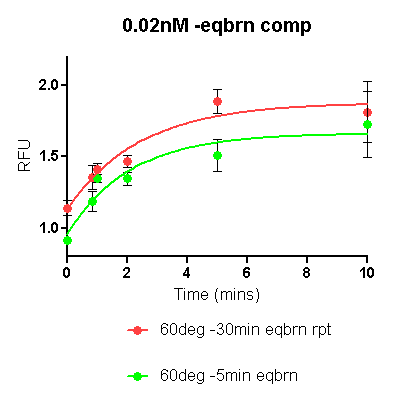 0.02nM -eqbrn comp
2.0
1.5
1.0
RFU
0 2 4 6 8 10
Time (mins)
60deg -30min eqbrn rpt
60deg -5min eqbrn